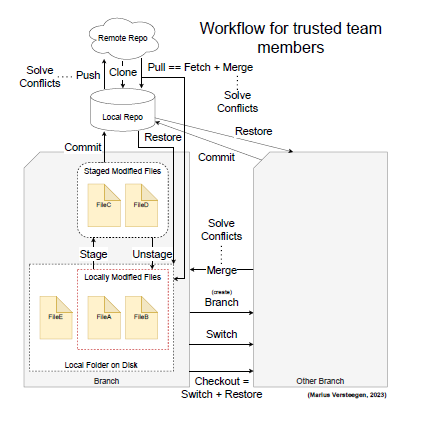 Workflow for trusted team
members
Remote Repo
Solve
Conflicts
Push
Clone
Pull == Fetch + Merge
Solve
Conflicts
Local Repo
Restore
Restore
Commit
Commit
Staged Modified Files
FileC
FileD
Stage
Unstage
Solve
Conflicts
Merge
Locally Modified Files
FileE
FileA
FileB
(create)
Branch
Switch
Local Folder on Disk
Branch
Checkout =
Switch + Restore
Other Branch
(Marius Versteegen, 2023)